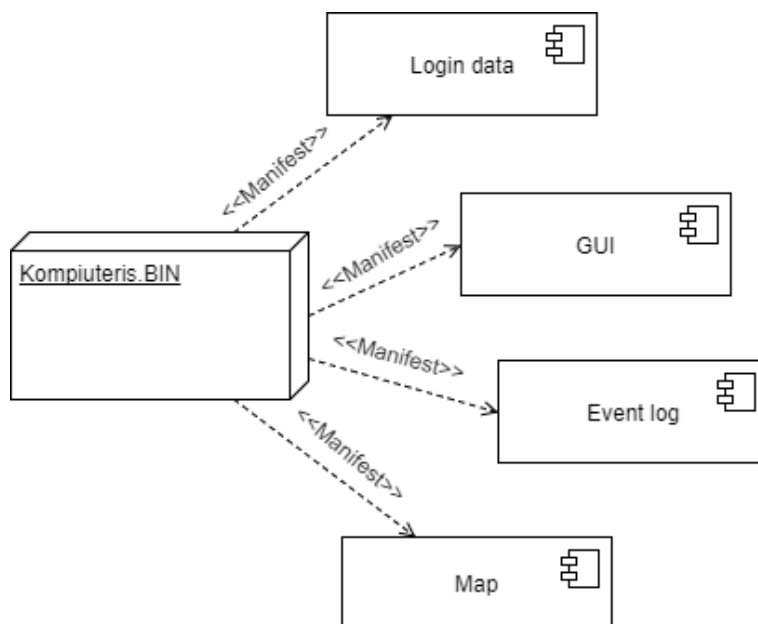 Login data
<<Manifest>>
Kompiuteris.BIN
<<Manifest>>
GUI
<<Manifest>>
Event log
<<Manifest>>
Map